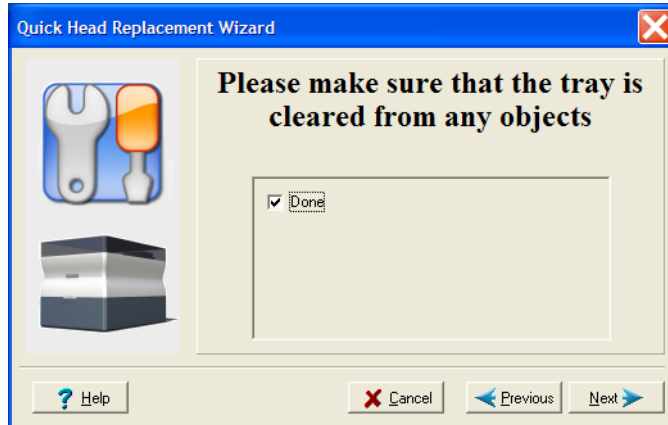 Quick Head Replacement Wizard
Please make sure that the tray is
cleared from any objects
Done
Help
Cancel
Previous
Next